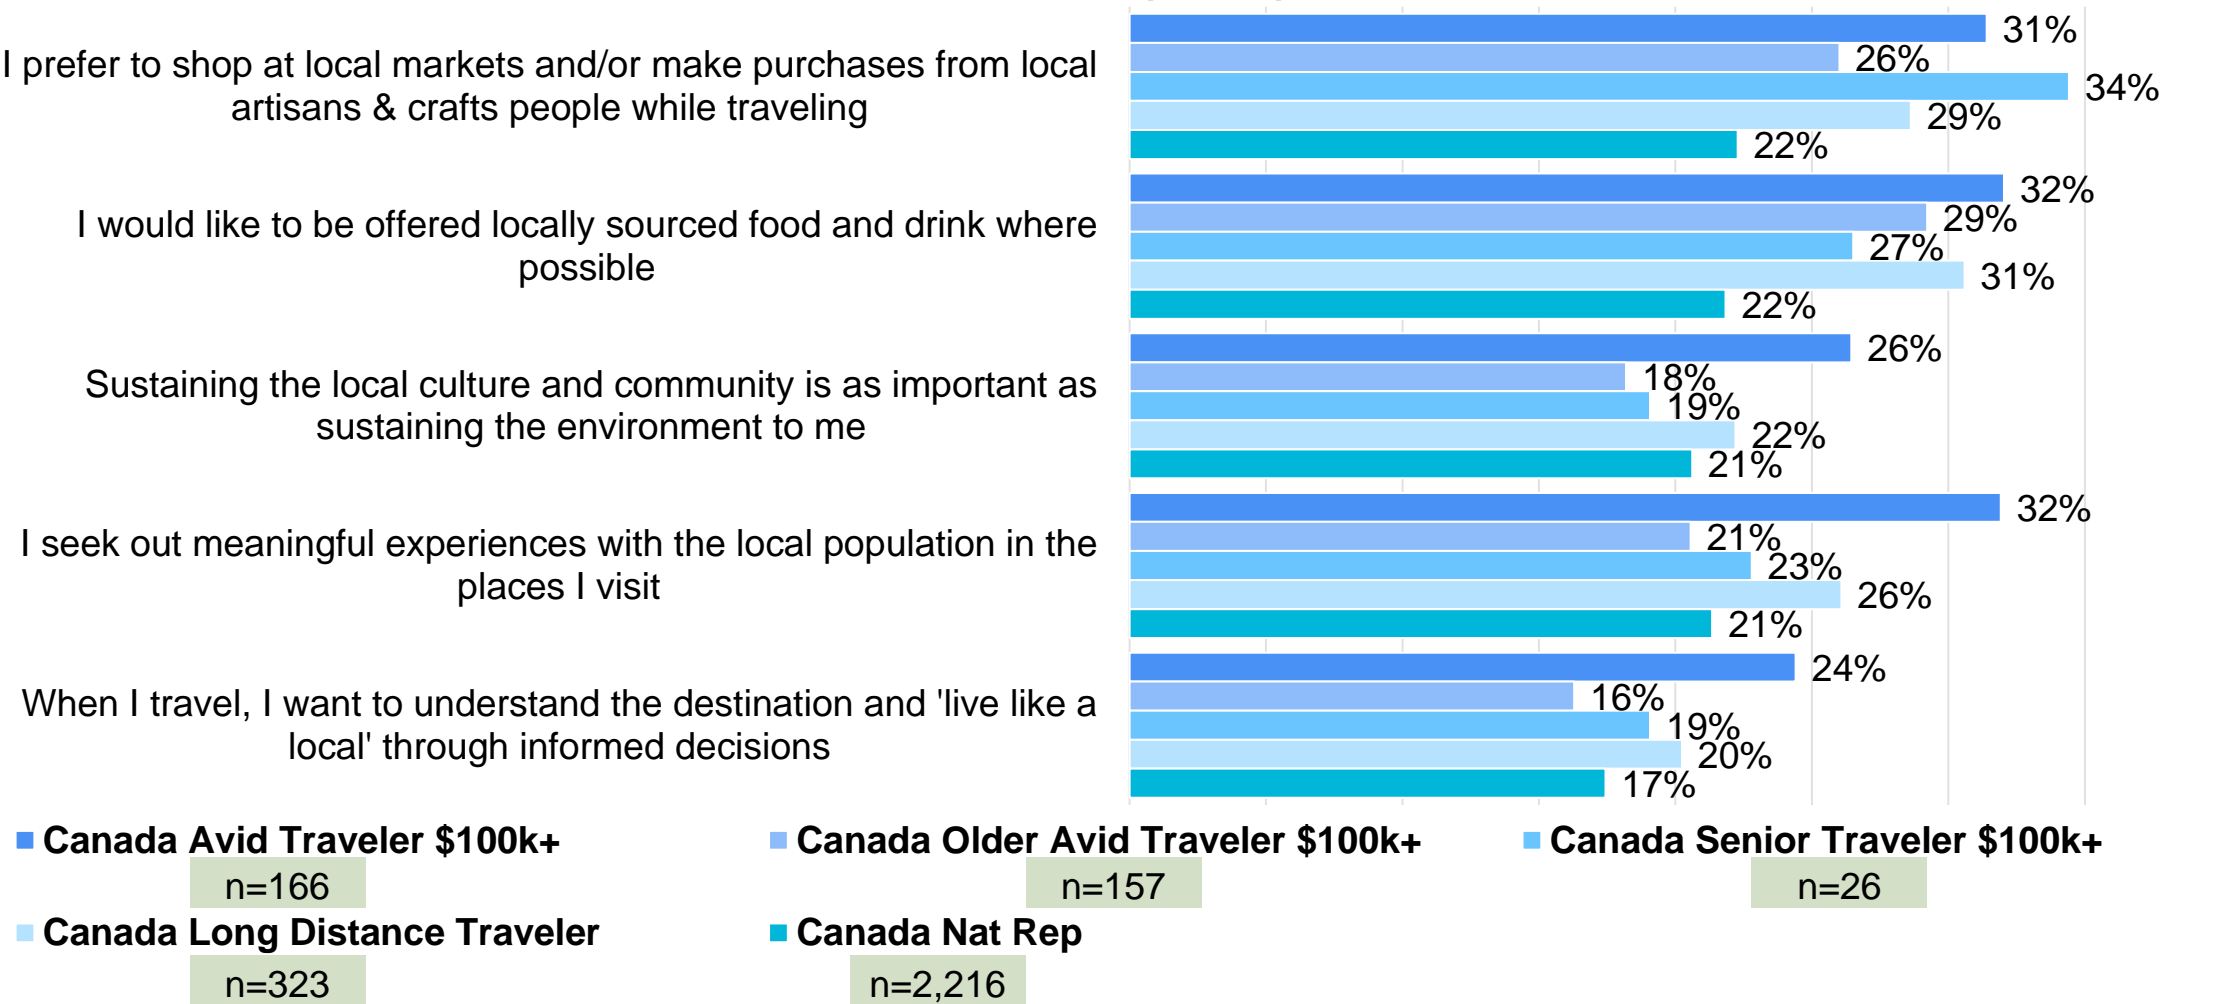 I prefer to shop at local markets and/or make purchases from local
artisans & crafts people while traveling
31%
26%
34%
29%
22%
I would like to be offered locally sourced food and drink where
possible
32%
29%
27%
31%
22%
Sustaining the local culture and community is as important as
sustaining the environment to me
26%
18%
19%
22%
21%
I seek out meaningful experiences with the local population in the
places I visit
32%
21%
23%
26%
21%
When I travel, I want to understand the destination and 'live like a
local' through informed decisions
24%
16%
19%
20%
17%
Canada Avid Traveler $100k+
Canada Older Avid Traveler $100k+
Canada Senior Traveler $100k+
n=166
n=157
n=26
Canada Long Distance Traveler
Canada Nat Rep
n=323
n=2,216